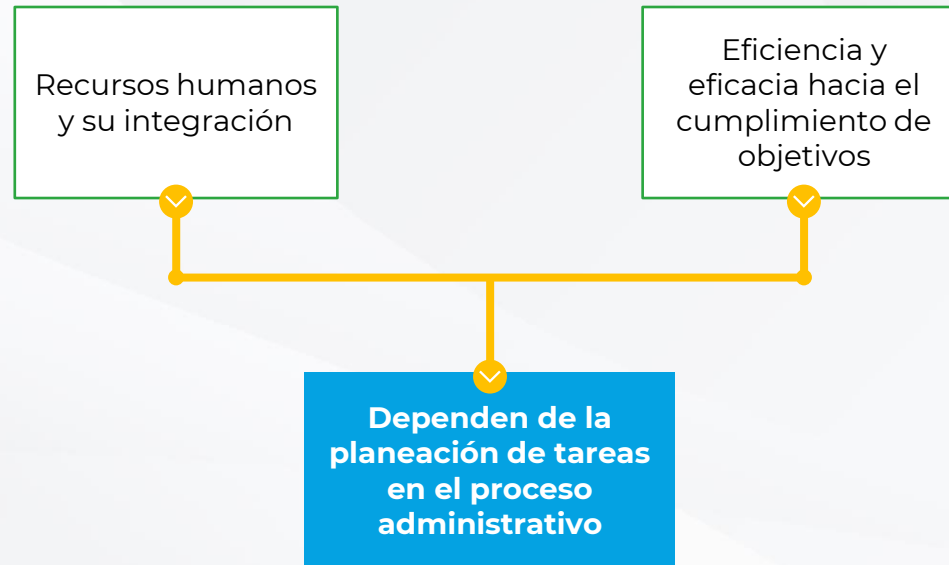 Recursos humanos
y su integración
Eficiencia y
eficacia hacia el
cumplimiento de
objetivos
Dependen de la
planeación de tareas
en el proceso
administrativo